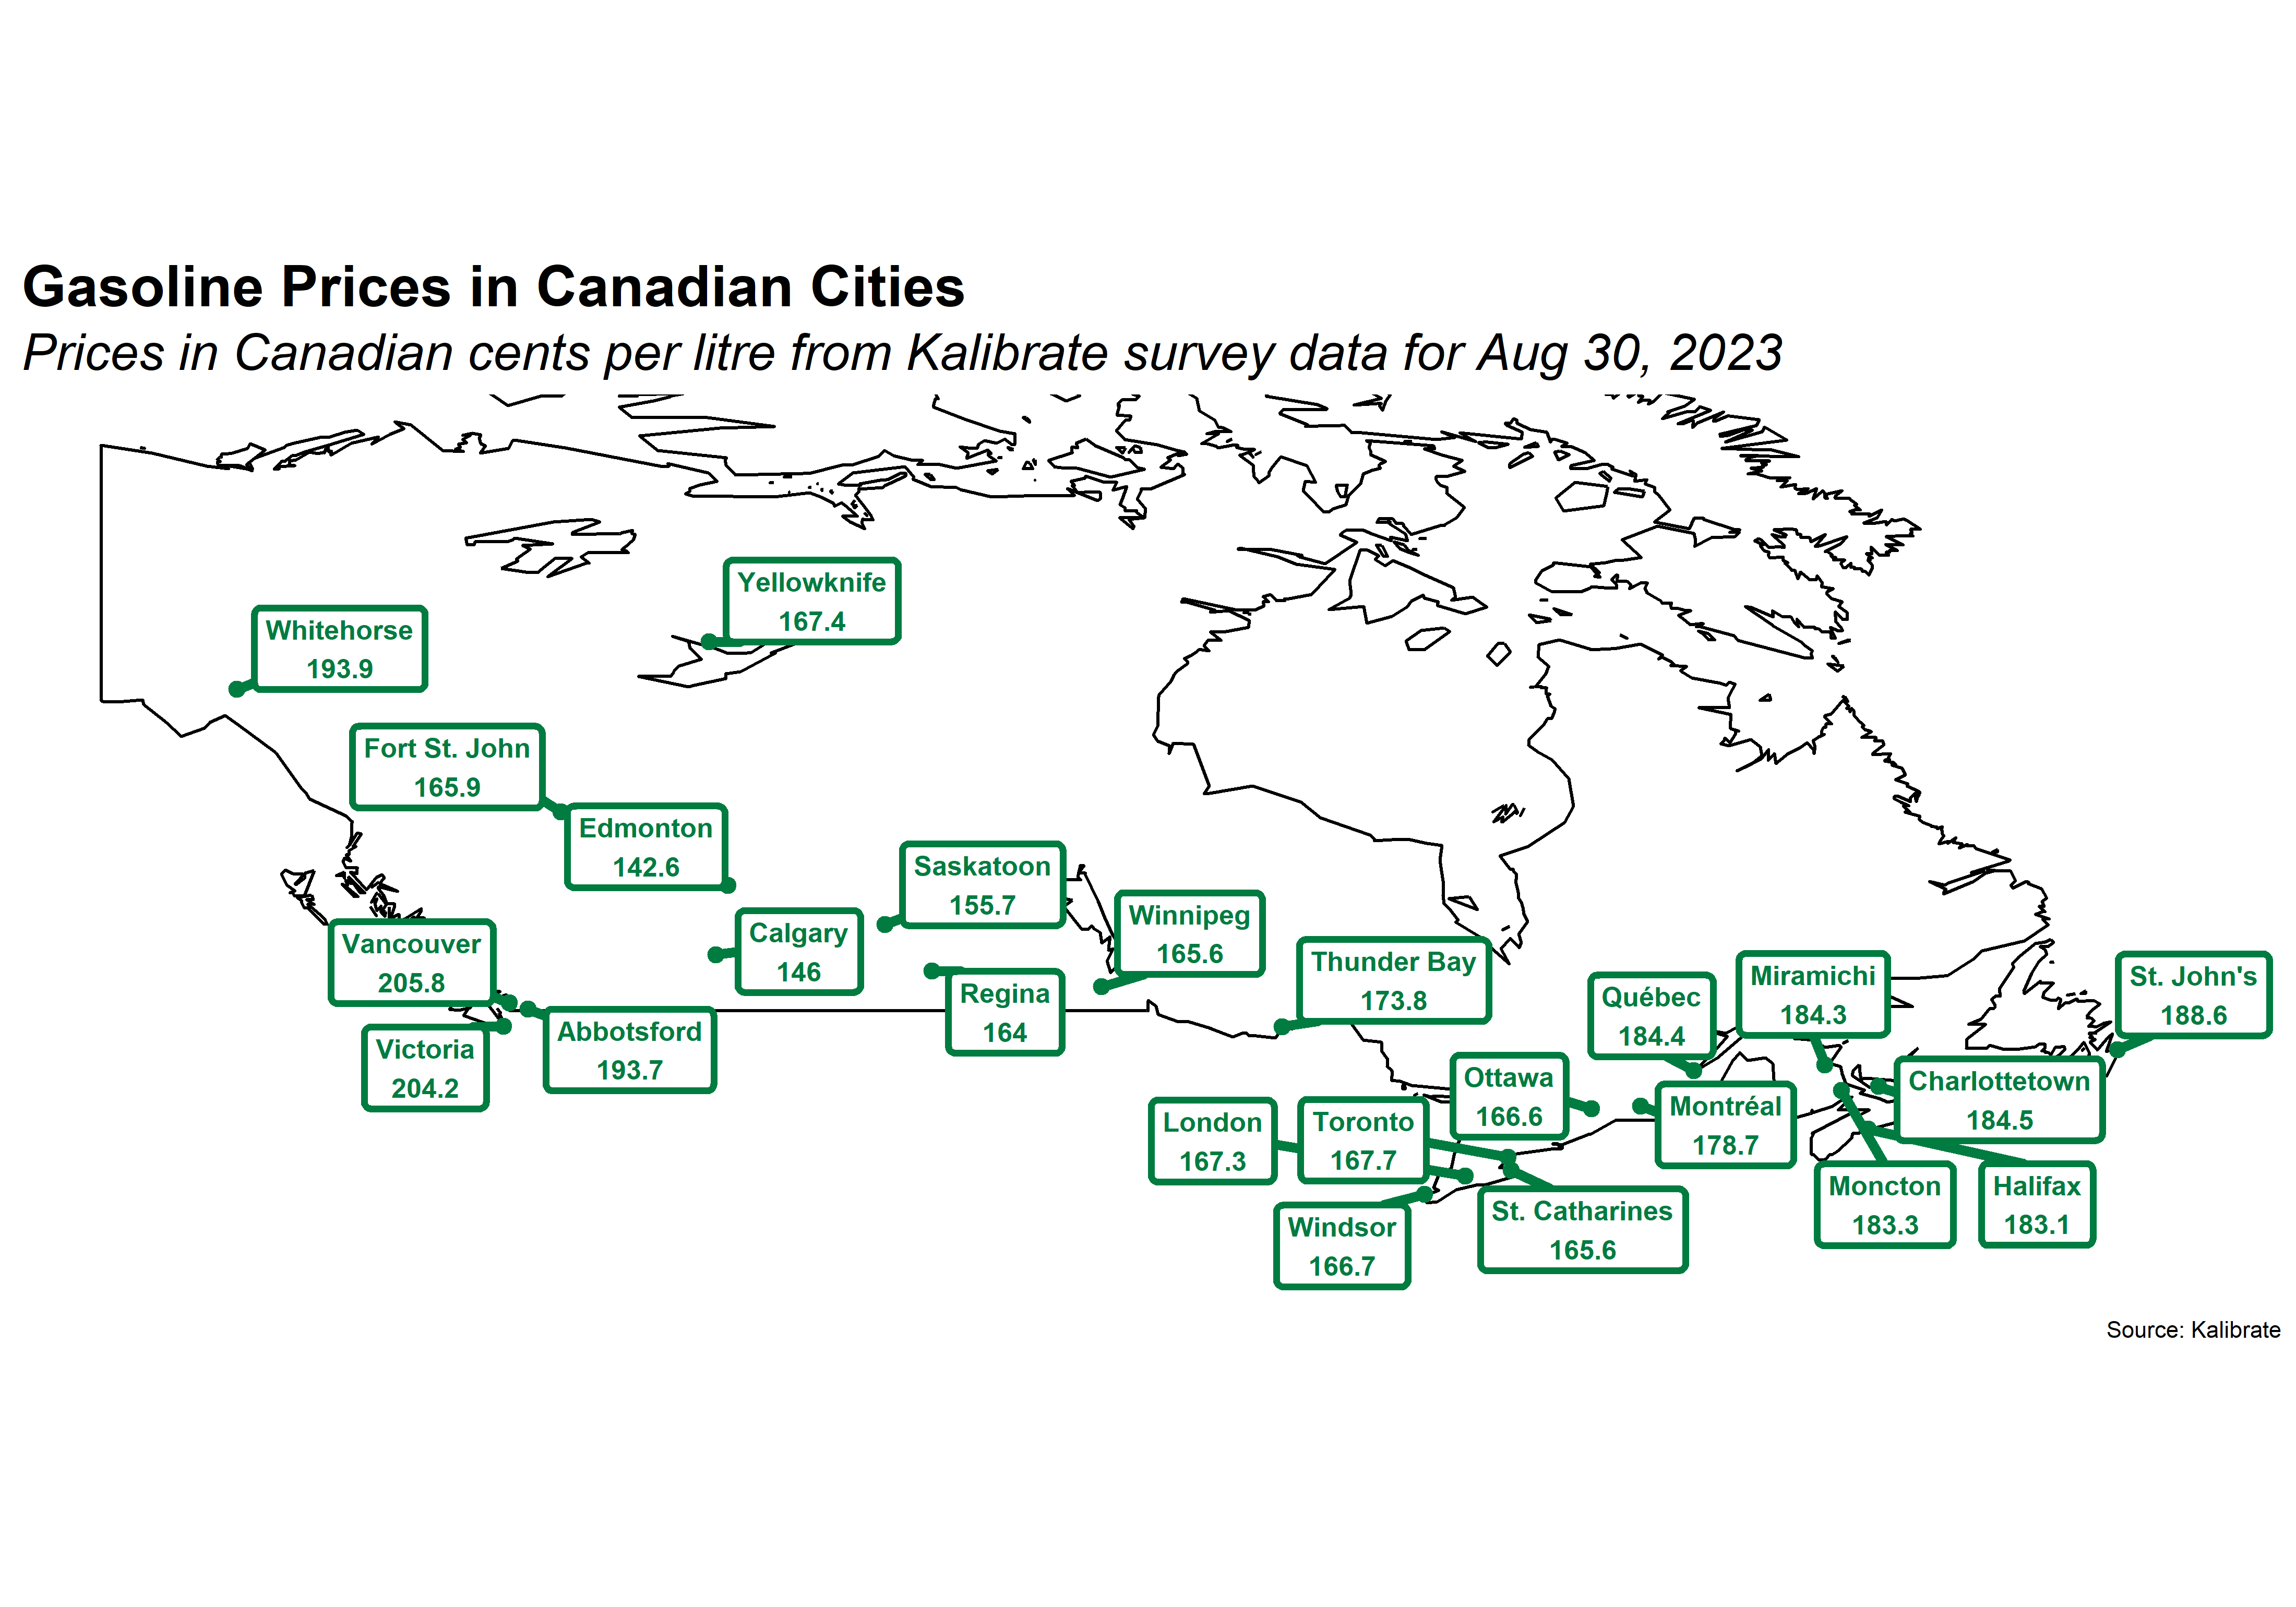 Gasoline Prices in Canadian Cities
Prices in Canadian cents per litre from Kalibrate survey data for Aug 30, 2023
Yellowknife
167.4
Whitehorse
193.9
Fort St. John
165.9
Edmonton
142.6
Saskatoon
155.7
Winnipeg
165.6
Calgary
146
Vancouver
205.8
Regina
164
Thunder Bay
173.8
Québec
184.4
Miramichi
184.3
St. John's
188.6
Abbotsford
193.7
Victoria
204.2
Ottawa
166.6
Charlottetown
184.5
Montréal
178.7
London
167.3
Toronto
167.7
Moncton
183.3
Halifax
183.1
St. Catharines
165.6
Windsor
166.7
Source: Kalibrate